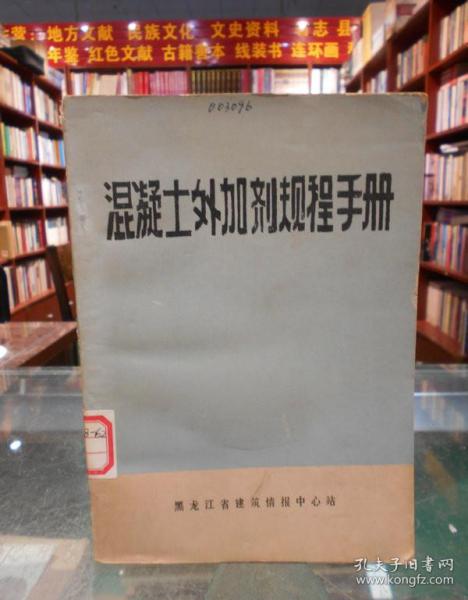 营：地方文献 民族文化 文史资料 方志县
年鉴 红色文献 古籍善本 线装书 连环画
003096
混凝土外加剂规程手册
黑龙江省建筑情报中心站
孔夫子旧书网
www.kongfz.com